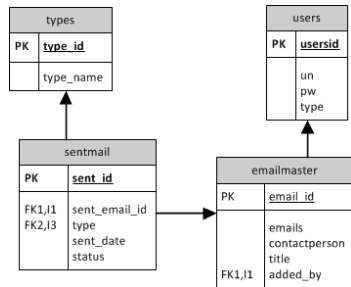 types
PK type_id
type_name
users
PK usersid
un
pw
type
sentmail
PK sent_id
FK1,I1 sent_email_id
FK2,I3 type
sent_date
status
emailmaster
PK email_id
emails
contactperson
title
FK1,I1 added_by